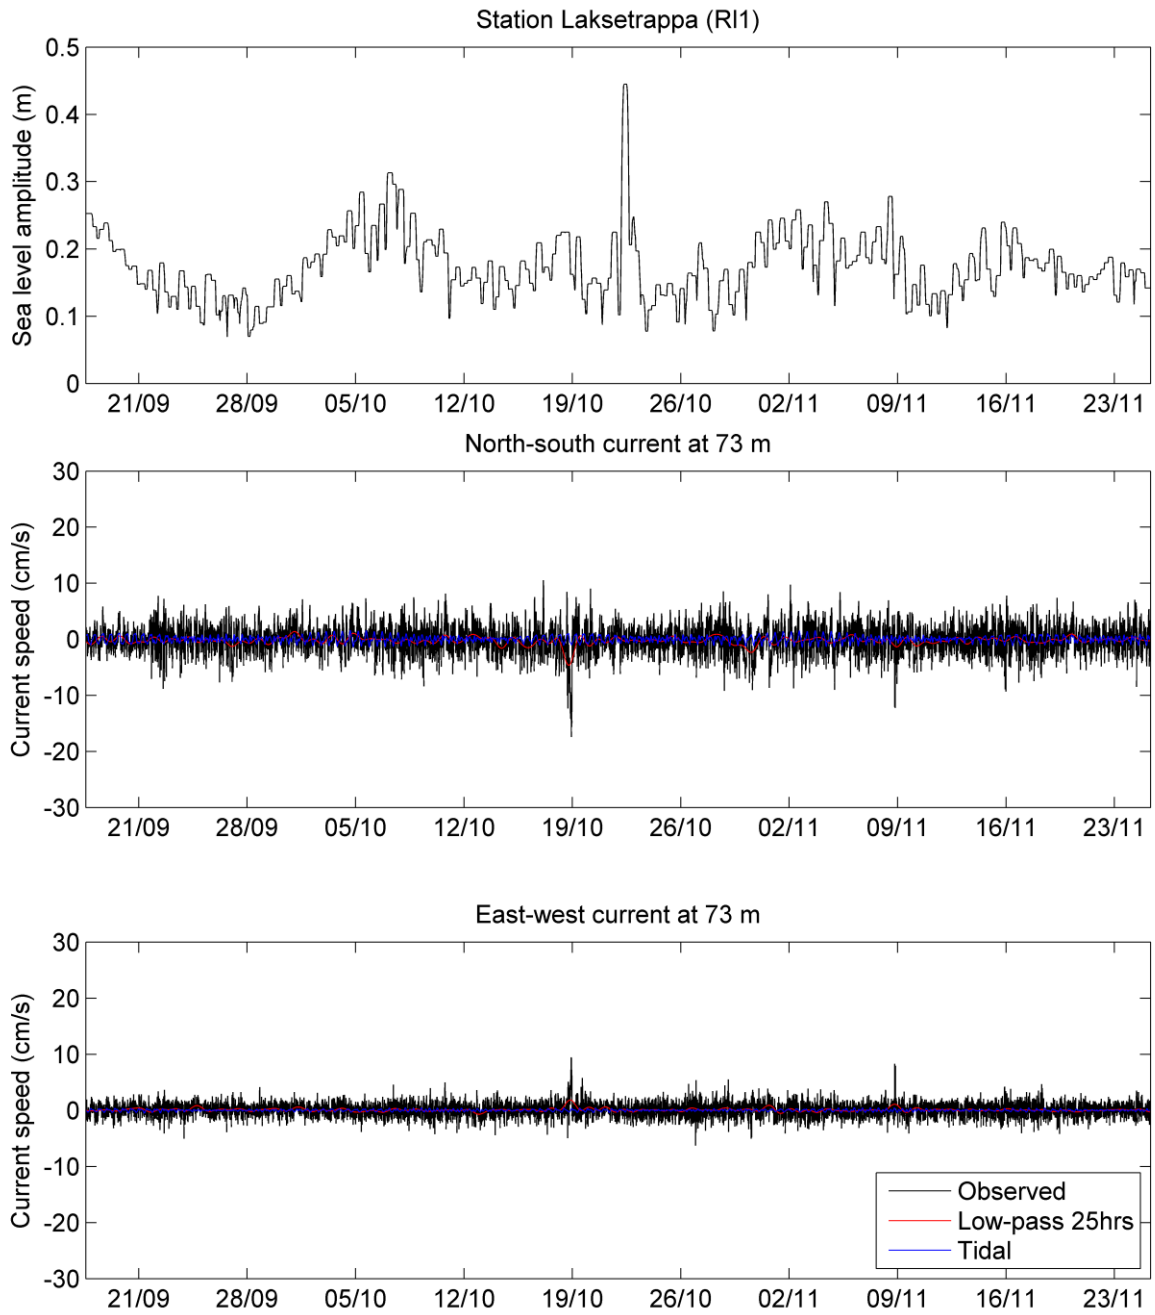 Station Laksetrappa (RI1)
Sea level amplitude (m)
0.5
0.4
0.3
0.2
0.1
0
21/09 28/09 05/10 12/10 19/10 26/10 02/11 09/11 16/11 23/11
North-south current at 73 m
Current speed (cm/s)
30
20
10
0
-10
-20
-30
21/09 28/09 05/10 12/10 19/10 26/10 02/11 09/11 16/11 23/11
East-west current at 73 m
Current speed (cm/s)
30
20
10
0
-10
-20
-30
Observed
Low-pass 25hrs
Tidal
21/09 28/09 05/10 12/10 19/10 26/10 02/11 09/11 16/11 23/11